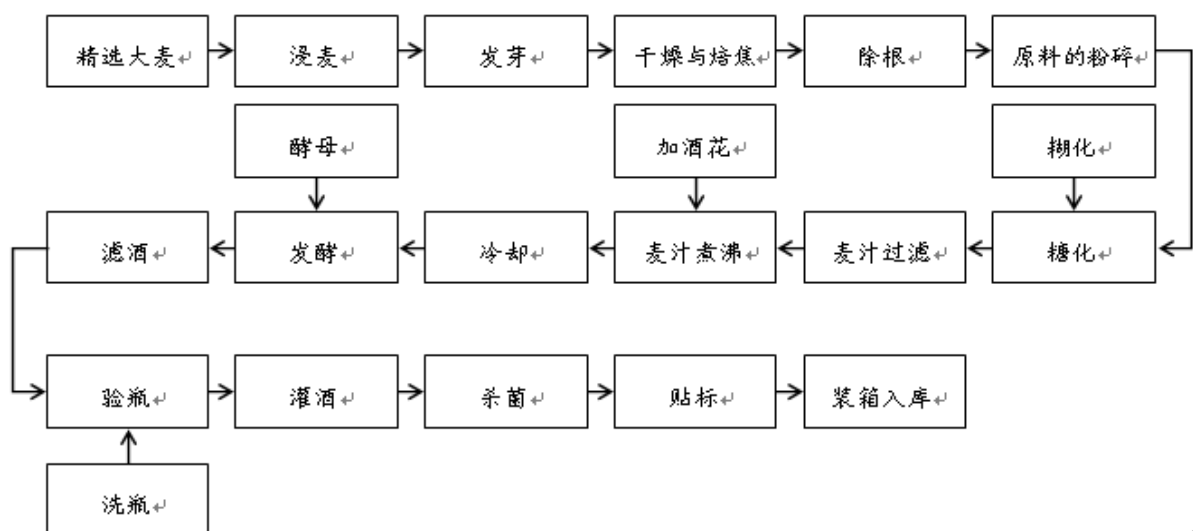 精选大麦 浸麦 发芽 干燥与焙焦 除根 原料的粉碎
酵母 加酒花 糊化
滤酒 发酵 冷却 麦汁煮沸 麦汁过滤 糖化
验瓶 灌酒 杀菌 贴标 装箱入库
洗瓶